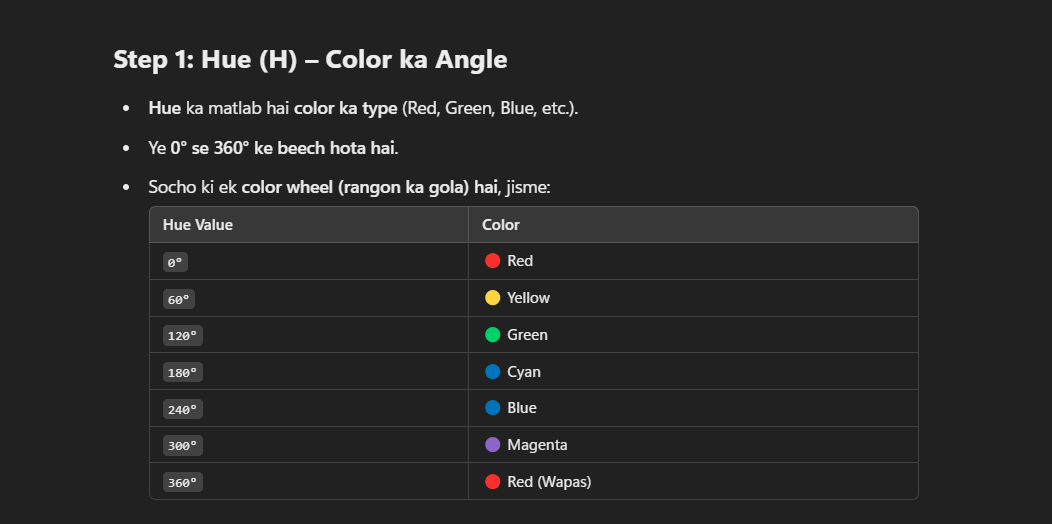 Step 1: Hue (H) – Color ka Angle
• Hue ka matlab hai color ka type (Red, Green, Blue, etc.).
• Ye 0° se 360° ke beech hota hai.
• Socho ki ek color wheel (rangon ka gola) hai, jisme:
Hue Value Color
0° Red
60° Yellow
120° Green
180° Cyan
240° Blue
300° Magenta
360° Red (Wapas)